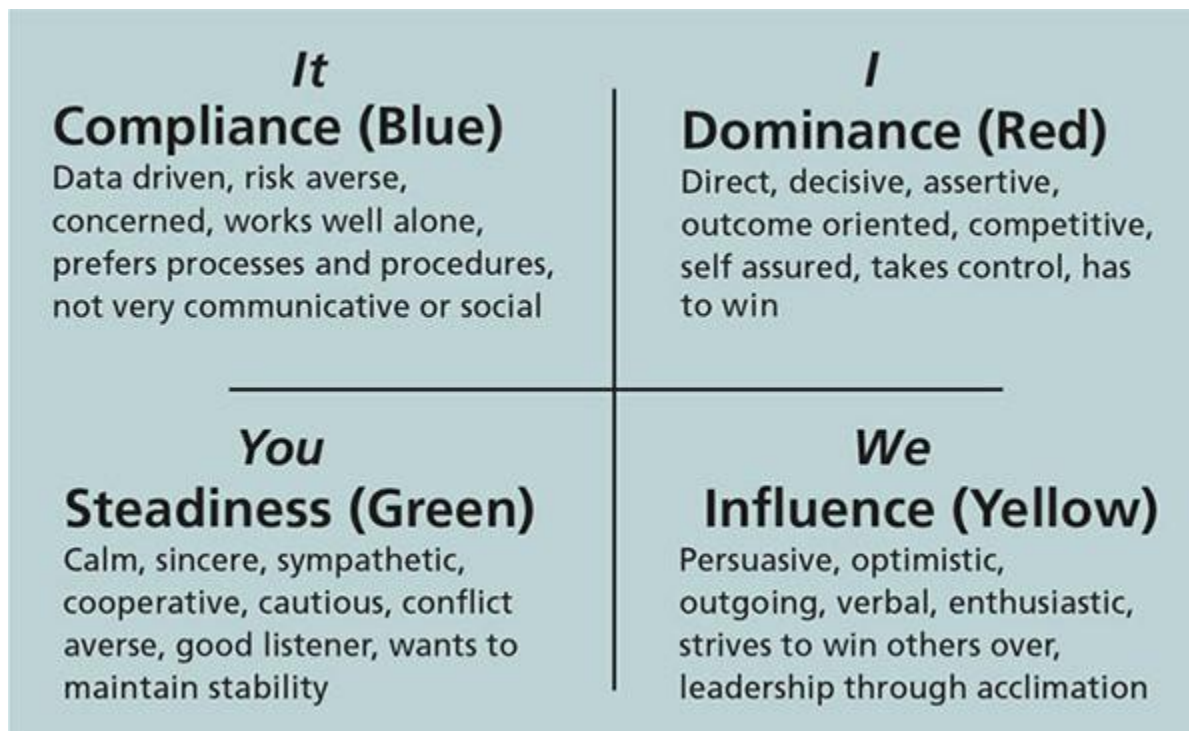 It
Compliance (Blue)
Data driven, risk averse,
concerned, works well alone,
prefers processes and procedures,
not very communicative or social
I
Dominance (Red)
Direct, decisive, assertive,
outcome oriented, competitive,
self assured, takes control, has
to win
You
Steadiness (Green)
Calm, sincere, sympathetic,
cooperative, cautious, conflict
averse, good listener, wants to
maintain stability
We
Influence (Yellow)
Persuasive, optimistic,
outgoing, verbal, enthusiastic,
strives to win others over,
leadership through acclimation